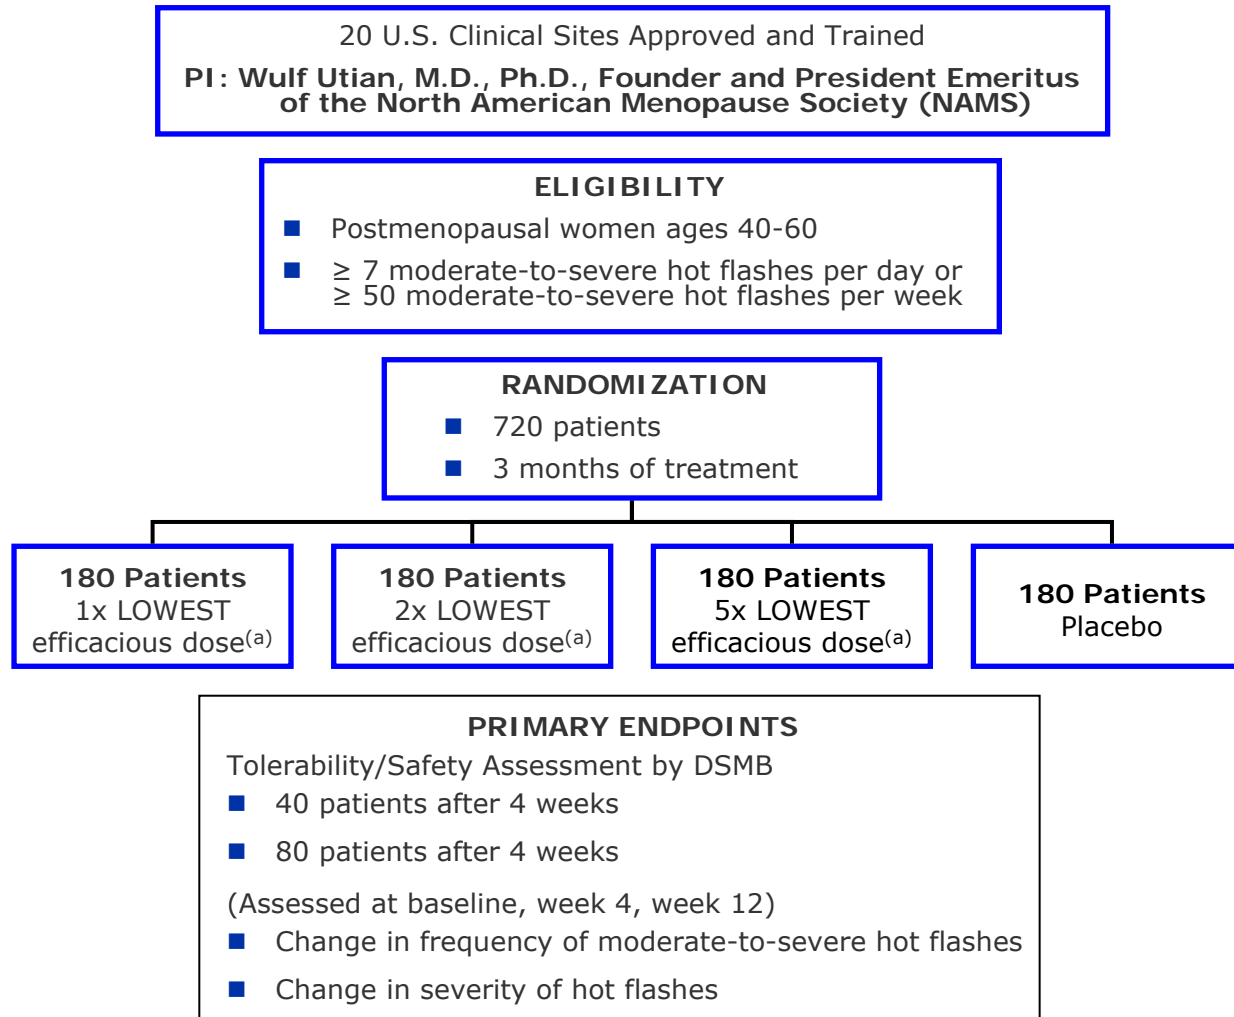 20 U.S. Clinical Sites Approved and Trained
PI: Wulf Utian, M.D., Ph.D., Founder and President Emeritus
of the North American Menopause Society (NAMS)
ELIGIBILITY
■ Postmenopausal women ages 40-60
■ ≥ 7 moderate-to-severe hot flashes per day or
≥ 50 moderate-to-severe hot flashes per week
RANDOMIZATION
■ 720 patients
■ 3 months of treatment
180 Patients
1x LOWEST
efficacious dose(a)
180 Patients
2x LOWEST
efficacious dose(a)
180 Patients
5x LOWEST
efficacious dose(a)
180 Patients
Placebo
PRIMARY ENDPOINTS
Tolerability/Safety Assessment by DSMB
■ 40 patients after 4 weeks
■ 80 patients after 4 weeks
(Assessed at baseline, week 4, week 12)
■ Change in frequency of moderate-to-severe hot flashes
■ Change in severity of hot flashes